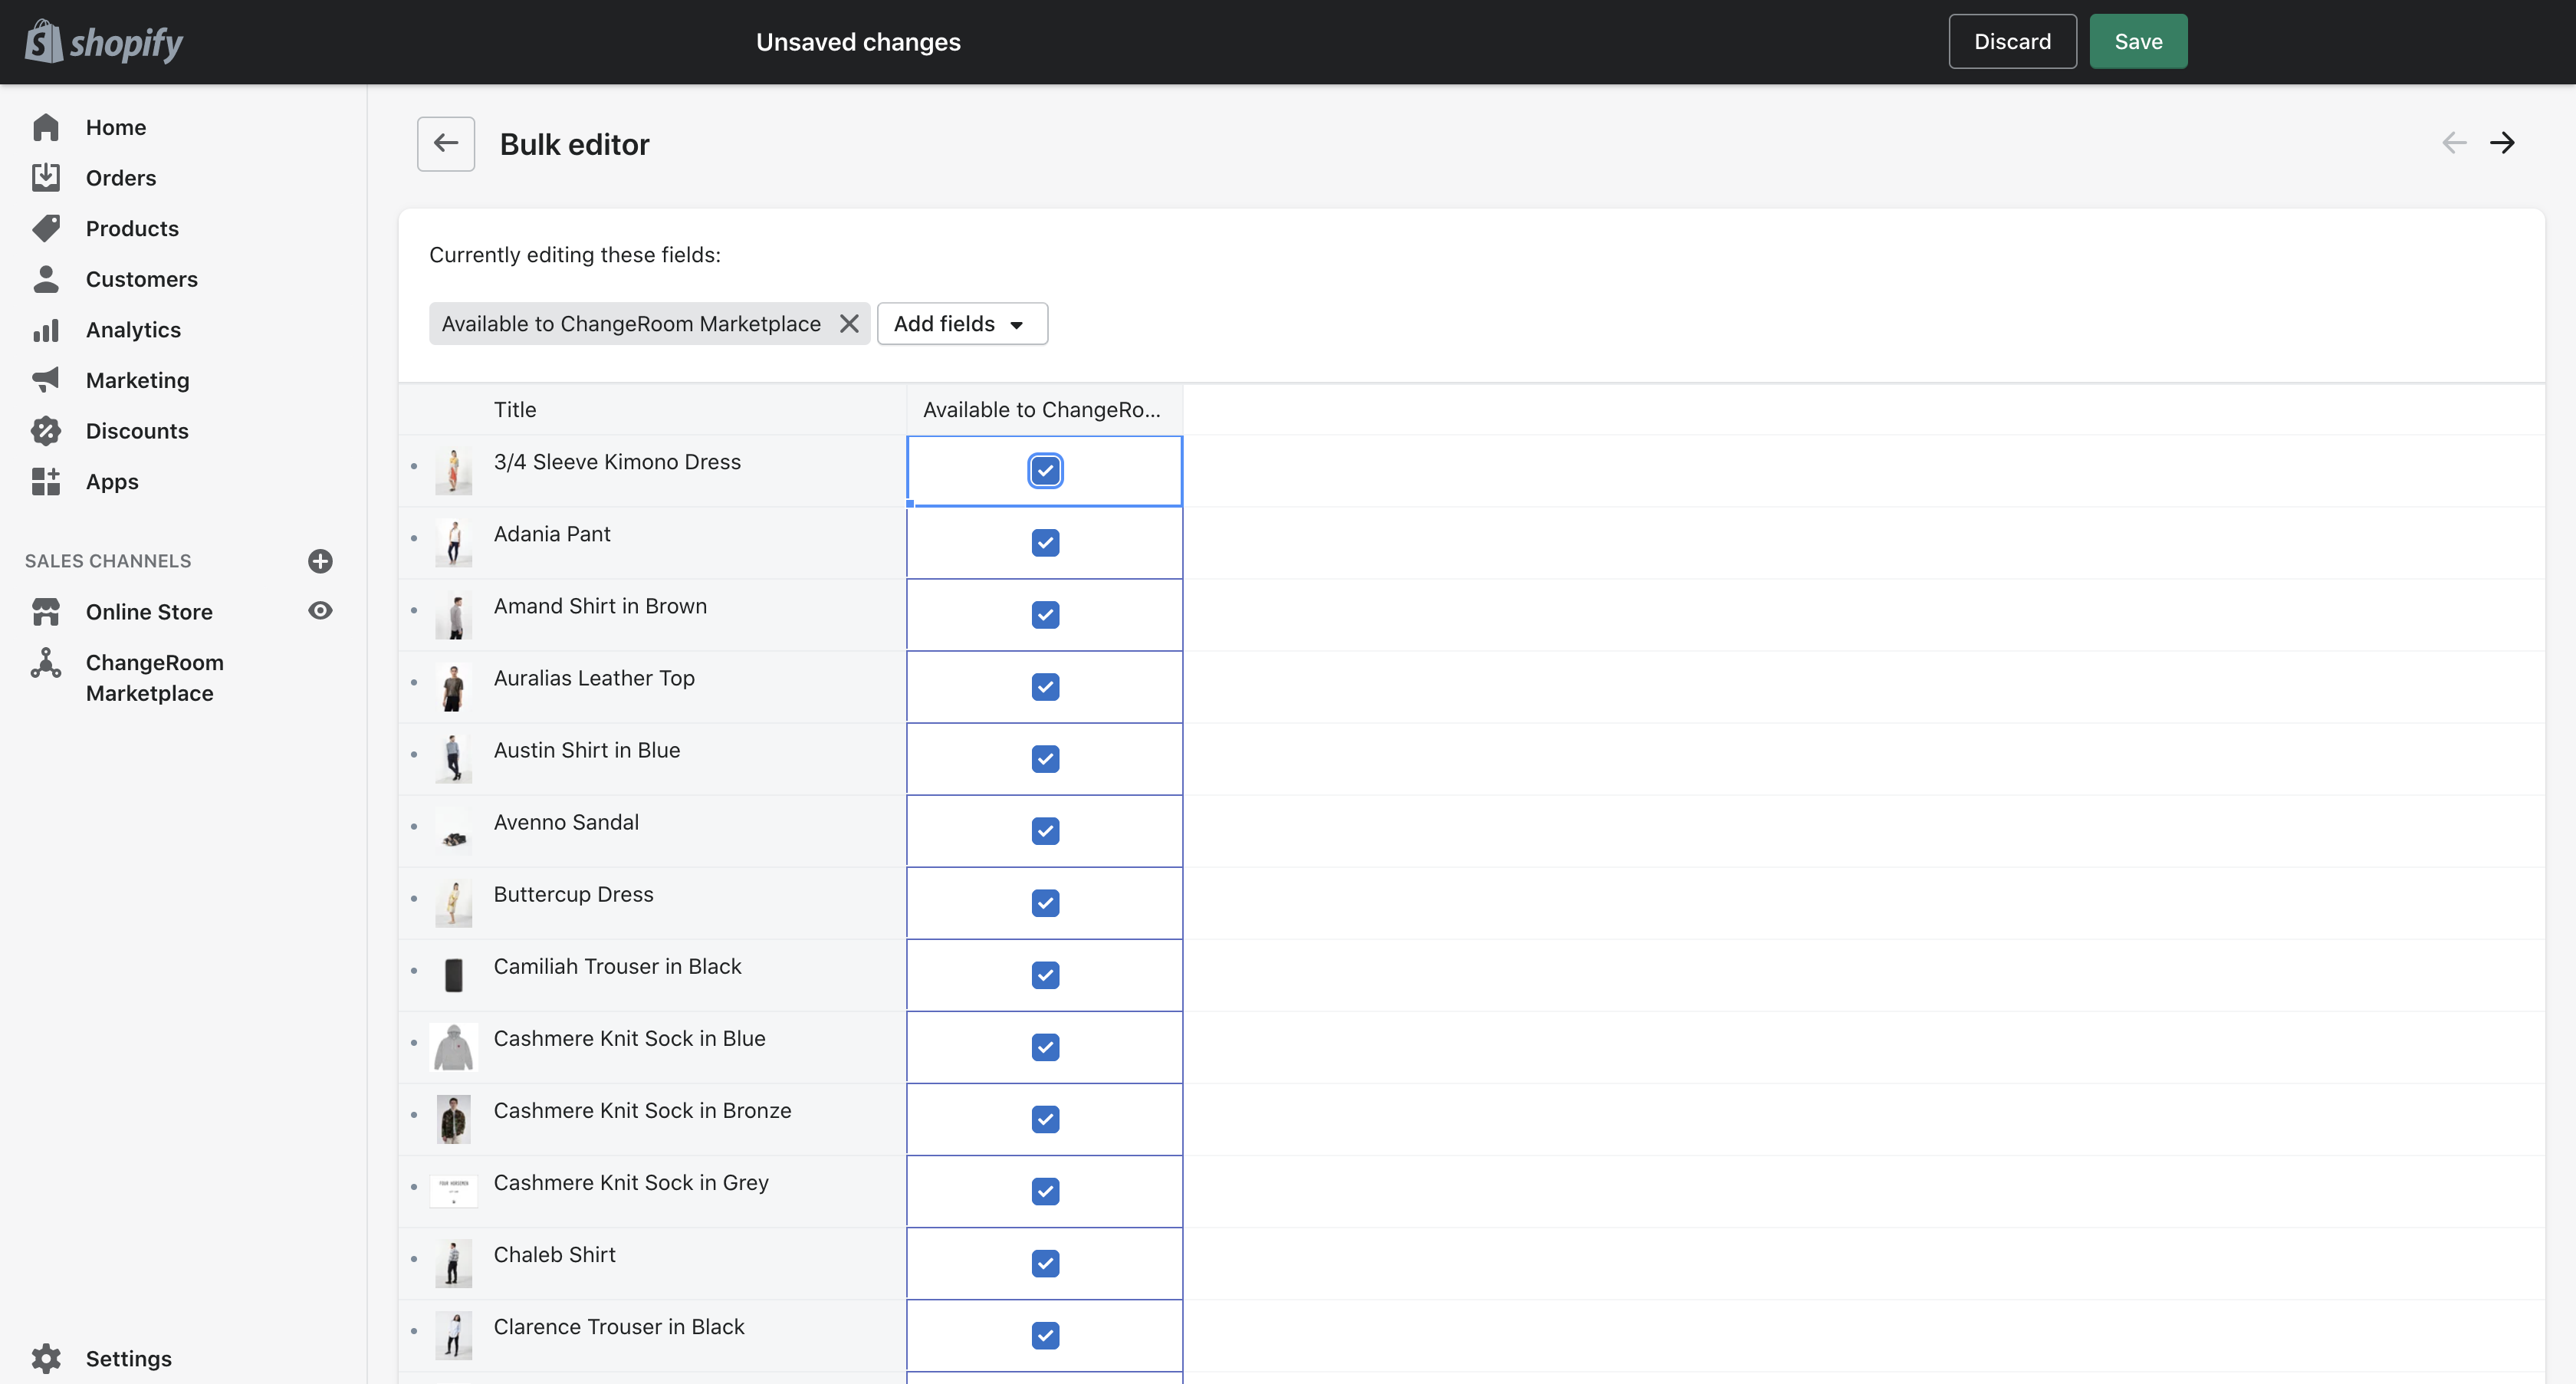 shopify
Unsaved changes
Discard
Save
Home
Orders
Products
Customers
Analytics
Marketing
Discounts
Apps
SALES CHANNELS
Online Store
ChangeRoom
Marketplace
Settings
Bulk editor
Currently editing these fields:
Available to ChangeRoom Marketplace
Add fields
Title
Available to ChangeRo...
3/4 Sleeve Kimono Dress
Adania Pant
Amand Shirt in Brown
Auralias Leather Top
Austin Shirt in Blue
Avenno Sandal
Buttercup Dress
Camiliah Trouser in Black
Cashmere Knit Sock in Blue
Cashmere Knit Sock in Bronze
Cashmere Knit Sock in Grey
Chaleb Shirt
Clarence Trouser in Black